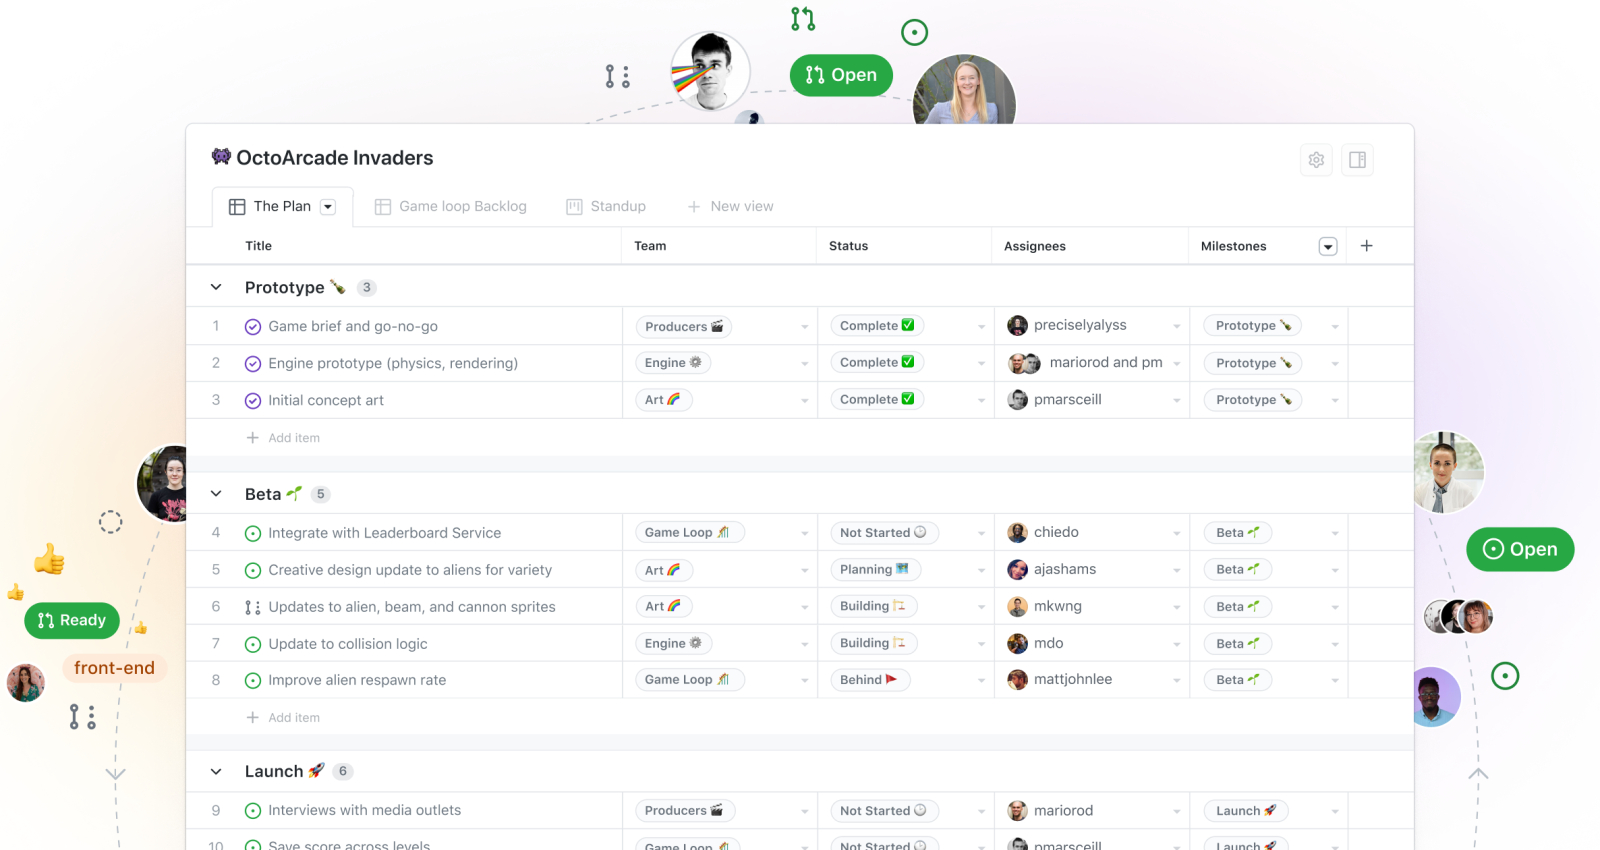 Open
OctoArcade Invaders
The Plan Game loop Backlog Standup New view
Title Team Status Assignees Milestones
Prototype 3
1 Game brief and go-no-go Producers Complete preciselyalyss Prototype
2 Engine prototype (physics, rendering) Engine Complete mariorod and pm Prototype
3 Initial concept art Art Complete pmarsceill Prototype
Add item
Beta 5
4 Integrate with Leaderboard Service Game Loop Not Started chiedo Beta
5 Creative design update to aliens for variety Art Planning ajashams Beta
Open
6 Updates to alien, beam, and cannon sprites Art Building mkwng Beta
Ready
7 Update to collision logic Engine Building mdo Beta
front-end
8 Improve alien respawn rate Game Loop Behind mattjohnlee Beta
Add item
Launch 6
9 Interviews with media outlets Producers Not Started mariorod Launch
10 Save score across levels Game Loop Not Started pmarsceill Launch